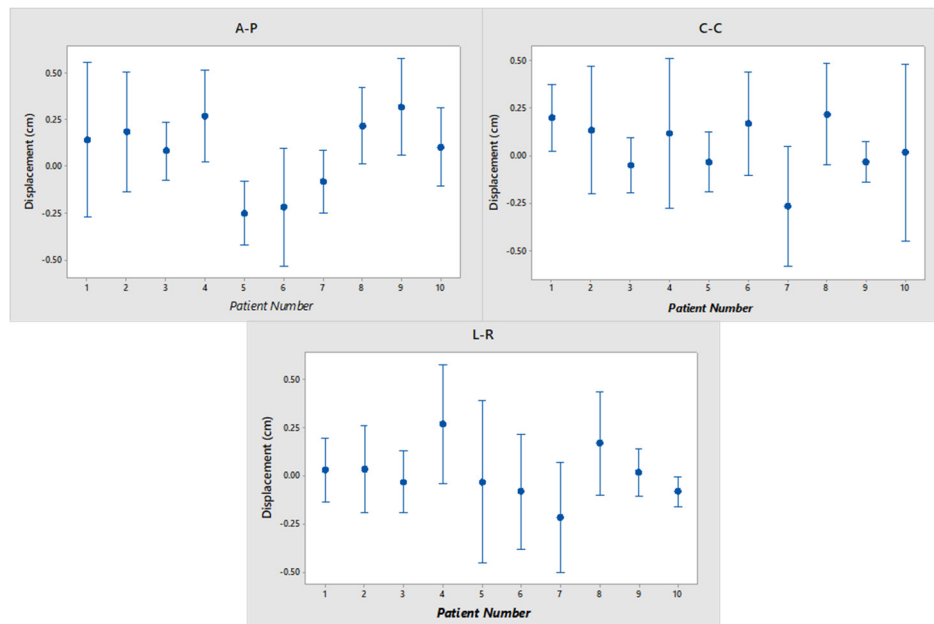 A-P
Displacement (cm)
0.50
0.25
0.00
-0.25
-0.50
1 2 3 4 5 6 7 8 9 10
Patient Number
C-C
Displacement (cm)
0.50
0.25
0.00
-0.25
-0.50
1 2 3 4 5 6 7 8 9 10
Patient Number
L-R
Displacement (cm)
0.50
0.25
0.00
-0.25
-0.50
1 2 3 4 5 6 7 8 9 10
Patient Number